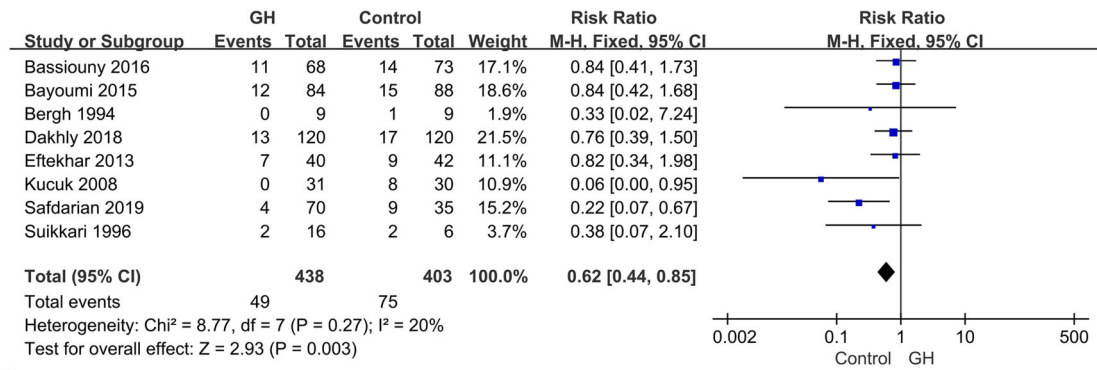 GH Control Risk Ratio Risk Ratio
Study or Subgroup Events Total Events Total Weight M-H, Fixed, 95% CI M-H, Fixed, 95% CI
Bassiouny 2016 11 68 14 73 17.1% 0.84 [0.41, 1.73]
Bayoumi 2015 12 84 15 88 18.6% 0.84 [0.42, 1.68]
Bergh 1994 0 9 1 9 1.9% 0.33 [0.02, 7.24]
Dakhly 2018 13 120 17 120 21.5% 0.76 [0.39, 1.50]
Eftekhar 2013 7 40 9 42 11.1% 0.82 [0.34, 1.98]
Kucuk 2008 0 31 8 30 10.9% 0.06 [0.00, 0.95]
Safdarian 2019 4 70 9 35 15.2% 0.22 [0.07, 0.67]
Suikkari 1996 2 16 2 6 3.7% 0.38 [0.07, 2.10]
Total (95% CI) 438 403 100.0% 0.62 [0.44, 0.85]
Total events 49 75
Heterogeneity: Chi² = 8.77, df = 7 (P = 0.27); I² = 20%
Test for overall effect: Z = 2.93 (P = 0.003)
0.002 0.1 1 10 500
Control GH